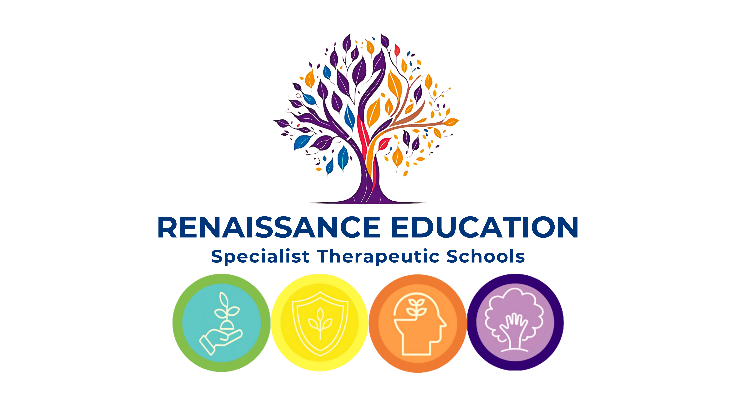 RENAISSANCE EDUCATION
Specialist Therapeutic Schools